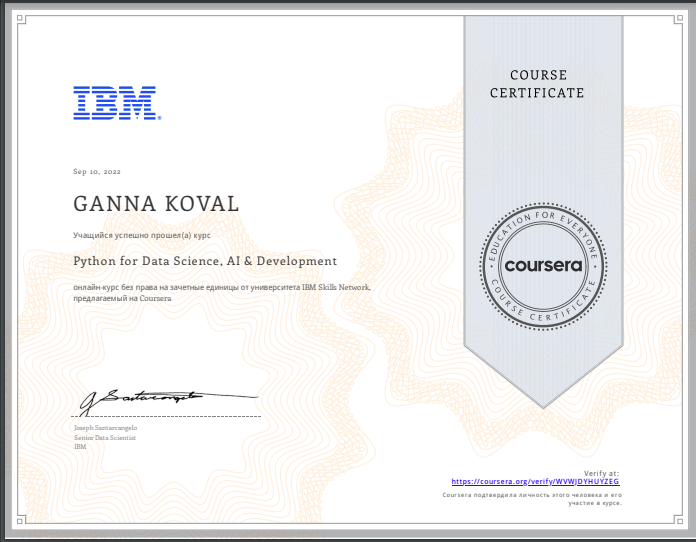 COURSE
CERTIFICATE
IBM®
Sep 10, 2022
GANNA KOVAL
Учащийся успешно прошел(а) курс
Python for Data Science, AI & Development
онлайн-курс без права на зачетные единицы от университета IBM Skills Network,
предлагаемый на Coursera
EDUCATION FOR EVERYONE
coursera
COURSE CERTIFICATE
Joseph Santarcangelo
Senior Data Scientist
IBM
Verify at:
https://coursera.org/verify/WVWJDYHUYZEG
Coursera подтвердила личность этого человека и его
участие в курсе.